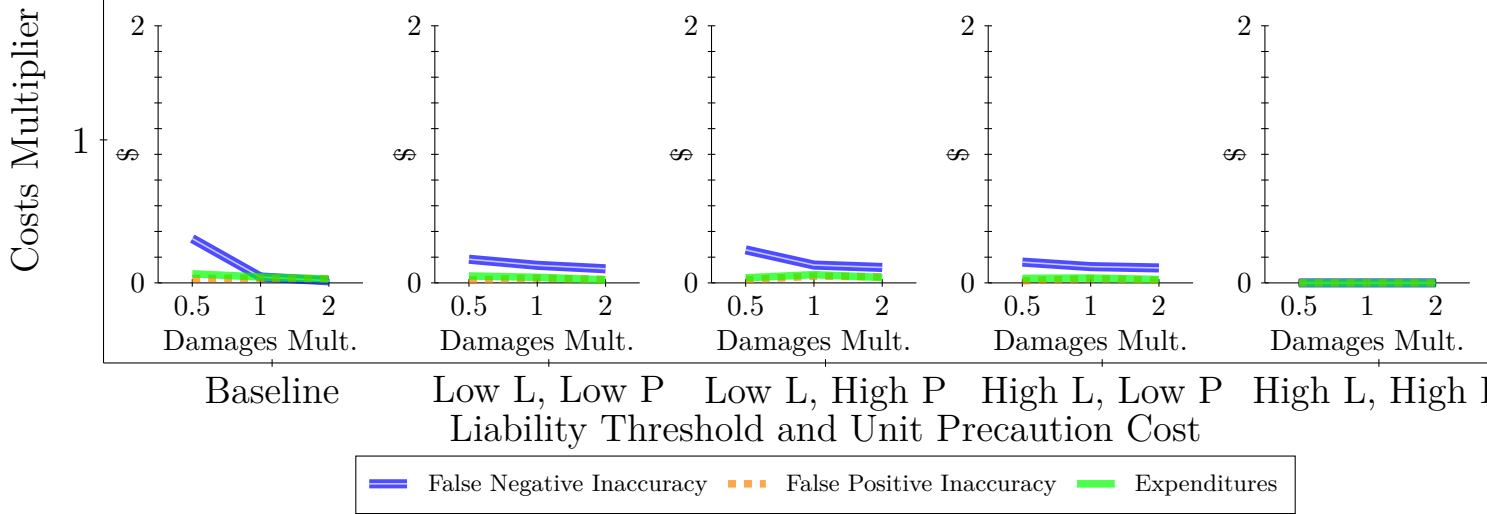 Costs Multiplier
1
2
0
$
0.5 1 2
Damages Mult.
2
0
$
0.5 1 2
Damages Mult.
2
0
$
0.5 1 2
Damages Mult.
2
0
$
0.5 1 2
Damages Mult.
2
0
$
0.5 1 2
Damages Mult.
Baseline
Low L, Low P
Low L, High P
High L, Low P
High L, High P
Liability Threshold and Unit Precaution Cost
False Negative Inaccuracy
False Positive Inaccuracy
Expenditures